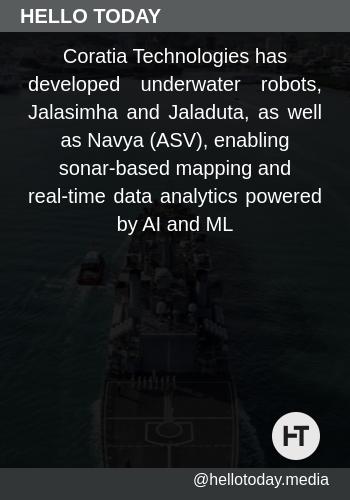 HELLO TODAY
Coratia Technologies has
developed underwater robots,
Jalasimha and Jaladuta, as well
as Navya (ASV), enabling
sonar-based mapping and
real-time data analytics powered
by AI and ML
HT
@hellotoday.media